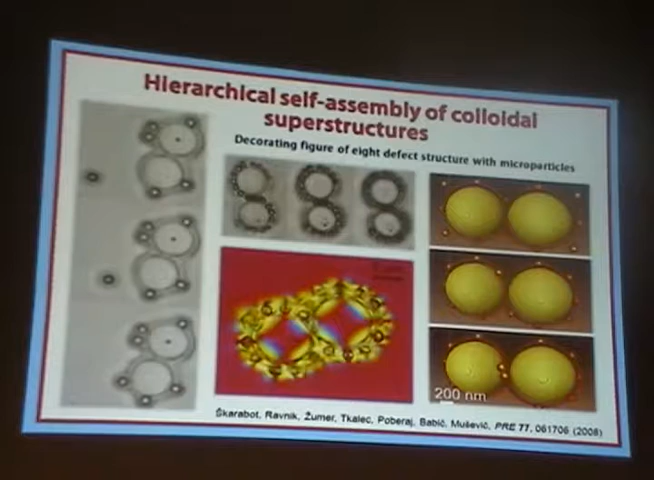 Hierarchical self-assembly of colloidal
superstructures
Decorating figure of eight defect structure with microparticles
200 nm
Škarabot, Ravnik, Žumer, Tkalec, Poberaj, Babič, Muševič, PRE 77, 061706 (2008)